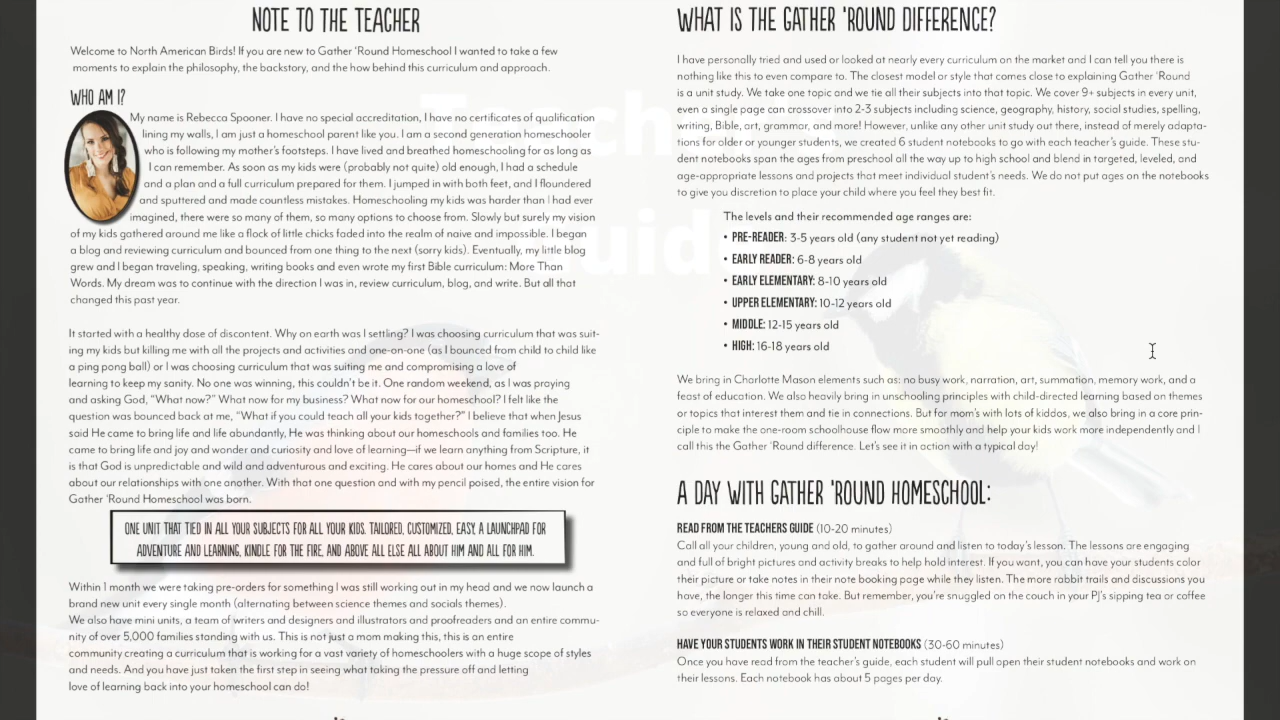 NOTE TO THE TEACHER
Welcome to North American Birds! If you are new to Gather 'Round Homeschool I wanted to take a few
moments to explain the philosophy, the backstory, and the how behind this curriculum and approach.
WHO AM I?
My name is Rebecca Spooner. I have no special accreditation, I have no certificates of qualification
lining my walls, I am just a homeschool parent like you. I am a second generation homeschooler
who is following my mother's footsteps. I have lived and breathed homeschooling for as long as
I can remember. As soon as my kids were (probably not quite) old enough, I had a schedule
and a plan and a full curriculum prepared for them. I jumped in with both feet, and I floundered
and sputtered and made countless mistakes. Homeschooling my kids was harder than I had ever
imagined, there were so many of them, so many options to choose from. Slowly but surely my vision
of my kids gathered around me like a flock of little chicks faded into the realm of naive and impossible. I began
a blog and reviewing curriculum and bounced from one thing to the next (sorry kids). Eventually, my little blog
grew and I began traveling, speaking, writing books and even wrote my first Bible curriculum: More Than
Words. My dream was to continue with the direction I was in, review curriculum, blog, and write. But all that
changed this past year.
It started with a healthy dose of discontent. Why on earth was I settling? I was choosing curriculum that was suit-
ing my kids but killing me with all the projects and activities and one-on-one (as I bounced from child to child like
a ping pong ball) or I was choosing curriculum that was suiting me and compromising a love of
learning to keep my sanity. No one was winning, this couldn't be it. One random weekend, as I was praying
and asking God, "What now?" What now for my business? What now for our homeschool? I felt like the
question was bounced back at me, "What if you could teach all your kids together?" I believe that when Jesus
said He came to bring life and life abundantly, He was thinking about our homeschools and families too. He
came to bring life and joy and wonder and curiosity and love of learning—if we learn anything from Scripture, it
is that God is unpredictable and wild and adventurous and exciting. He cares about our homes and He cares
about our relationships with one another. With that one question and with my pencil poised, the entire vision for
Gather 'Round Homeschool was born.
ONE UNIT THAT TIED IN ALL YOUR SUBJECTS FOR ALL YOUR KIDS. TAILORED, CUSTOMIZED, EASY, A LAUNCHPAD FOR
ADVENTURE AND LEARNING, KINDLE FOR THE FIRE, AND ABOVE ALL ELSE ALL ABOUT HIM AND ALL FOR HIM.
Within 1 month we were taking pre-orders for something I was still working out in my head and we now launch a
brand new unit every single month (alternating between science themes and socials themes).
We also have mini units, a team of writers and designers and illustrators and proofreaders and an entire commu-
nity of over 5,000 families standing with us. This is not just a mom making this, this is an entire
community creating a curriculum that is working for a vast variety of homeschoolers with a huge scope of styles
and needs. And you have just taken the first step in seeing what taking the pressure off and letting
love of learning back into your homeschool can do!
WHAT IS THE GATHER 'ROUND DIFFERENCE?
I have personally tried and used or looked at nearly every curriculum on the market and I can tell you there is
nothing like this to even compare to. The closest model or style that comes close to explaining Gather 'Round
is a unit study. We take one topic and we tie all their subjects into that topic. We cover 9+ subjects in every unit,
even a single page can crossover into 2-3 subjects including science, geography, history, social studies, spelling,
writing, Bible, art, grammar, and more! However, unlike any other unit study out there, instead of merely adapta-
tions for older or younger students, we created 6 student notebooks to go with each teacher's guide. These stu-
dent notebooks span the ages from preschool all the way up to high school and blend in targeted, leveled, and
age-appropriate lessons and projects that meet individual student's needs. We do not put ages on the notebooks
to give you discretion to place your child where you feel they best fit.
The levels and their recommended age ranges are:
• PRE-READER: 3-5 years old (any student not yet reading)
• EARLY READER: 6-8 years old
• EARLY ELEMENTARY: 8-10 years old
• UPPER ELEMENTARY: 10-12 years old
• MIDDLE: 12-15 years old
• HIGH: 16-18 years old
We bring in Charlotte Mason elements such as: no busy work, narration, art, summation, memory work, and a
feast of education. We also heavily bring in unschooling principles with child-directed learning based on themes
or topics that interest them and tie in connections. But for mom's with lots of kiddos, we also bring in a core prin-
ciple to make the one-room schoolhouse flow more smoothly and help your kids work more independently and I
call this the Gather 'Round difference. Let's see it in action with a typical day!
A DAY WITH GATHER 'ROUND HOMESCHOOL:
READ FROM THE TEACHERS GUIDE (10-20 minutes)
Call all your children, young and old, to gather around and listen to today's lesson. The lessons are engaging
and full of bright pictures and activity breaks to help hold interest. If you want, you can have your students color
their picture or take notes in their note booking page while they listen. The more rabbit trails and discussions you
have, the longer this time can take. But remember, you're snuggled on the couch in your PJ's sipping tea or coffee
so everyone is relaxed and chill.
HAVE YOUR STUDENTS WORK IN THEIR STUDENT NOTEBOOKS (30-60 minutes)
Once you have read from the teacher's guide, each student will pull open their student notebooks and work on
their lessons. Each notebook has about 5 pages per day.